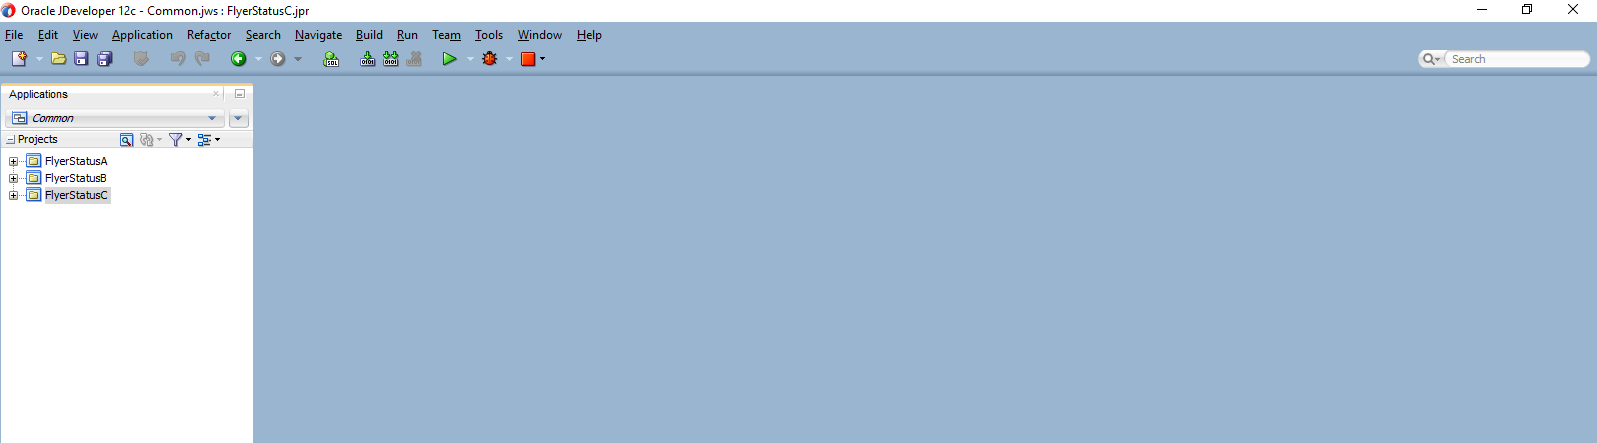 Oracle JDeveloper 12c - Common.jws : FlyerStatusC.jpr
File Edit View Application Refactor Search Navigate Build Run Team Tools Window Help
Search
Applications
Common
Projects
FlyerStatusA
FlyerStatusB
FlyerStatusC